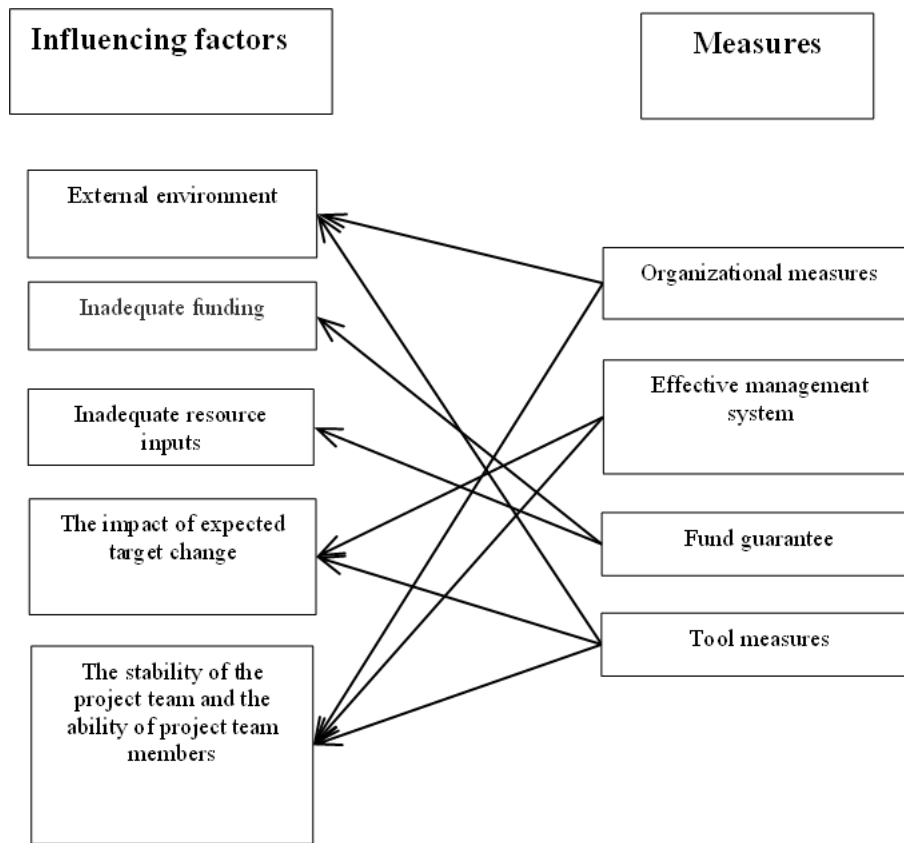 Influencing factors
Measures
External environment
Inadequate funding
Inadequate resource
inputs
The impact of expected
target change
The stability of the
project team and the
ability of project team
members
Organizational measures
Effective management
system
Fund guarantee
Tool measures